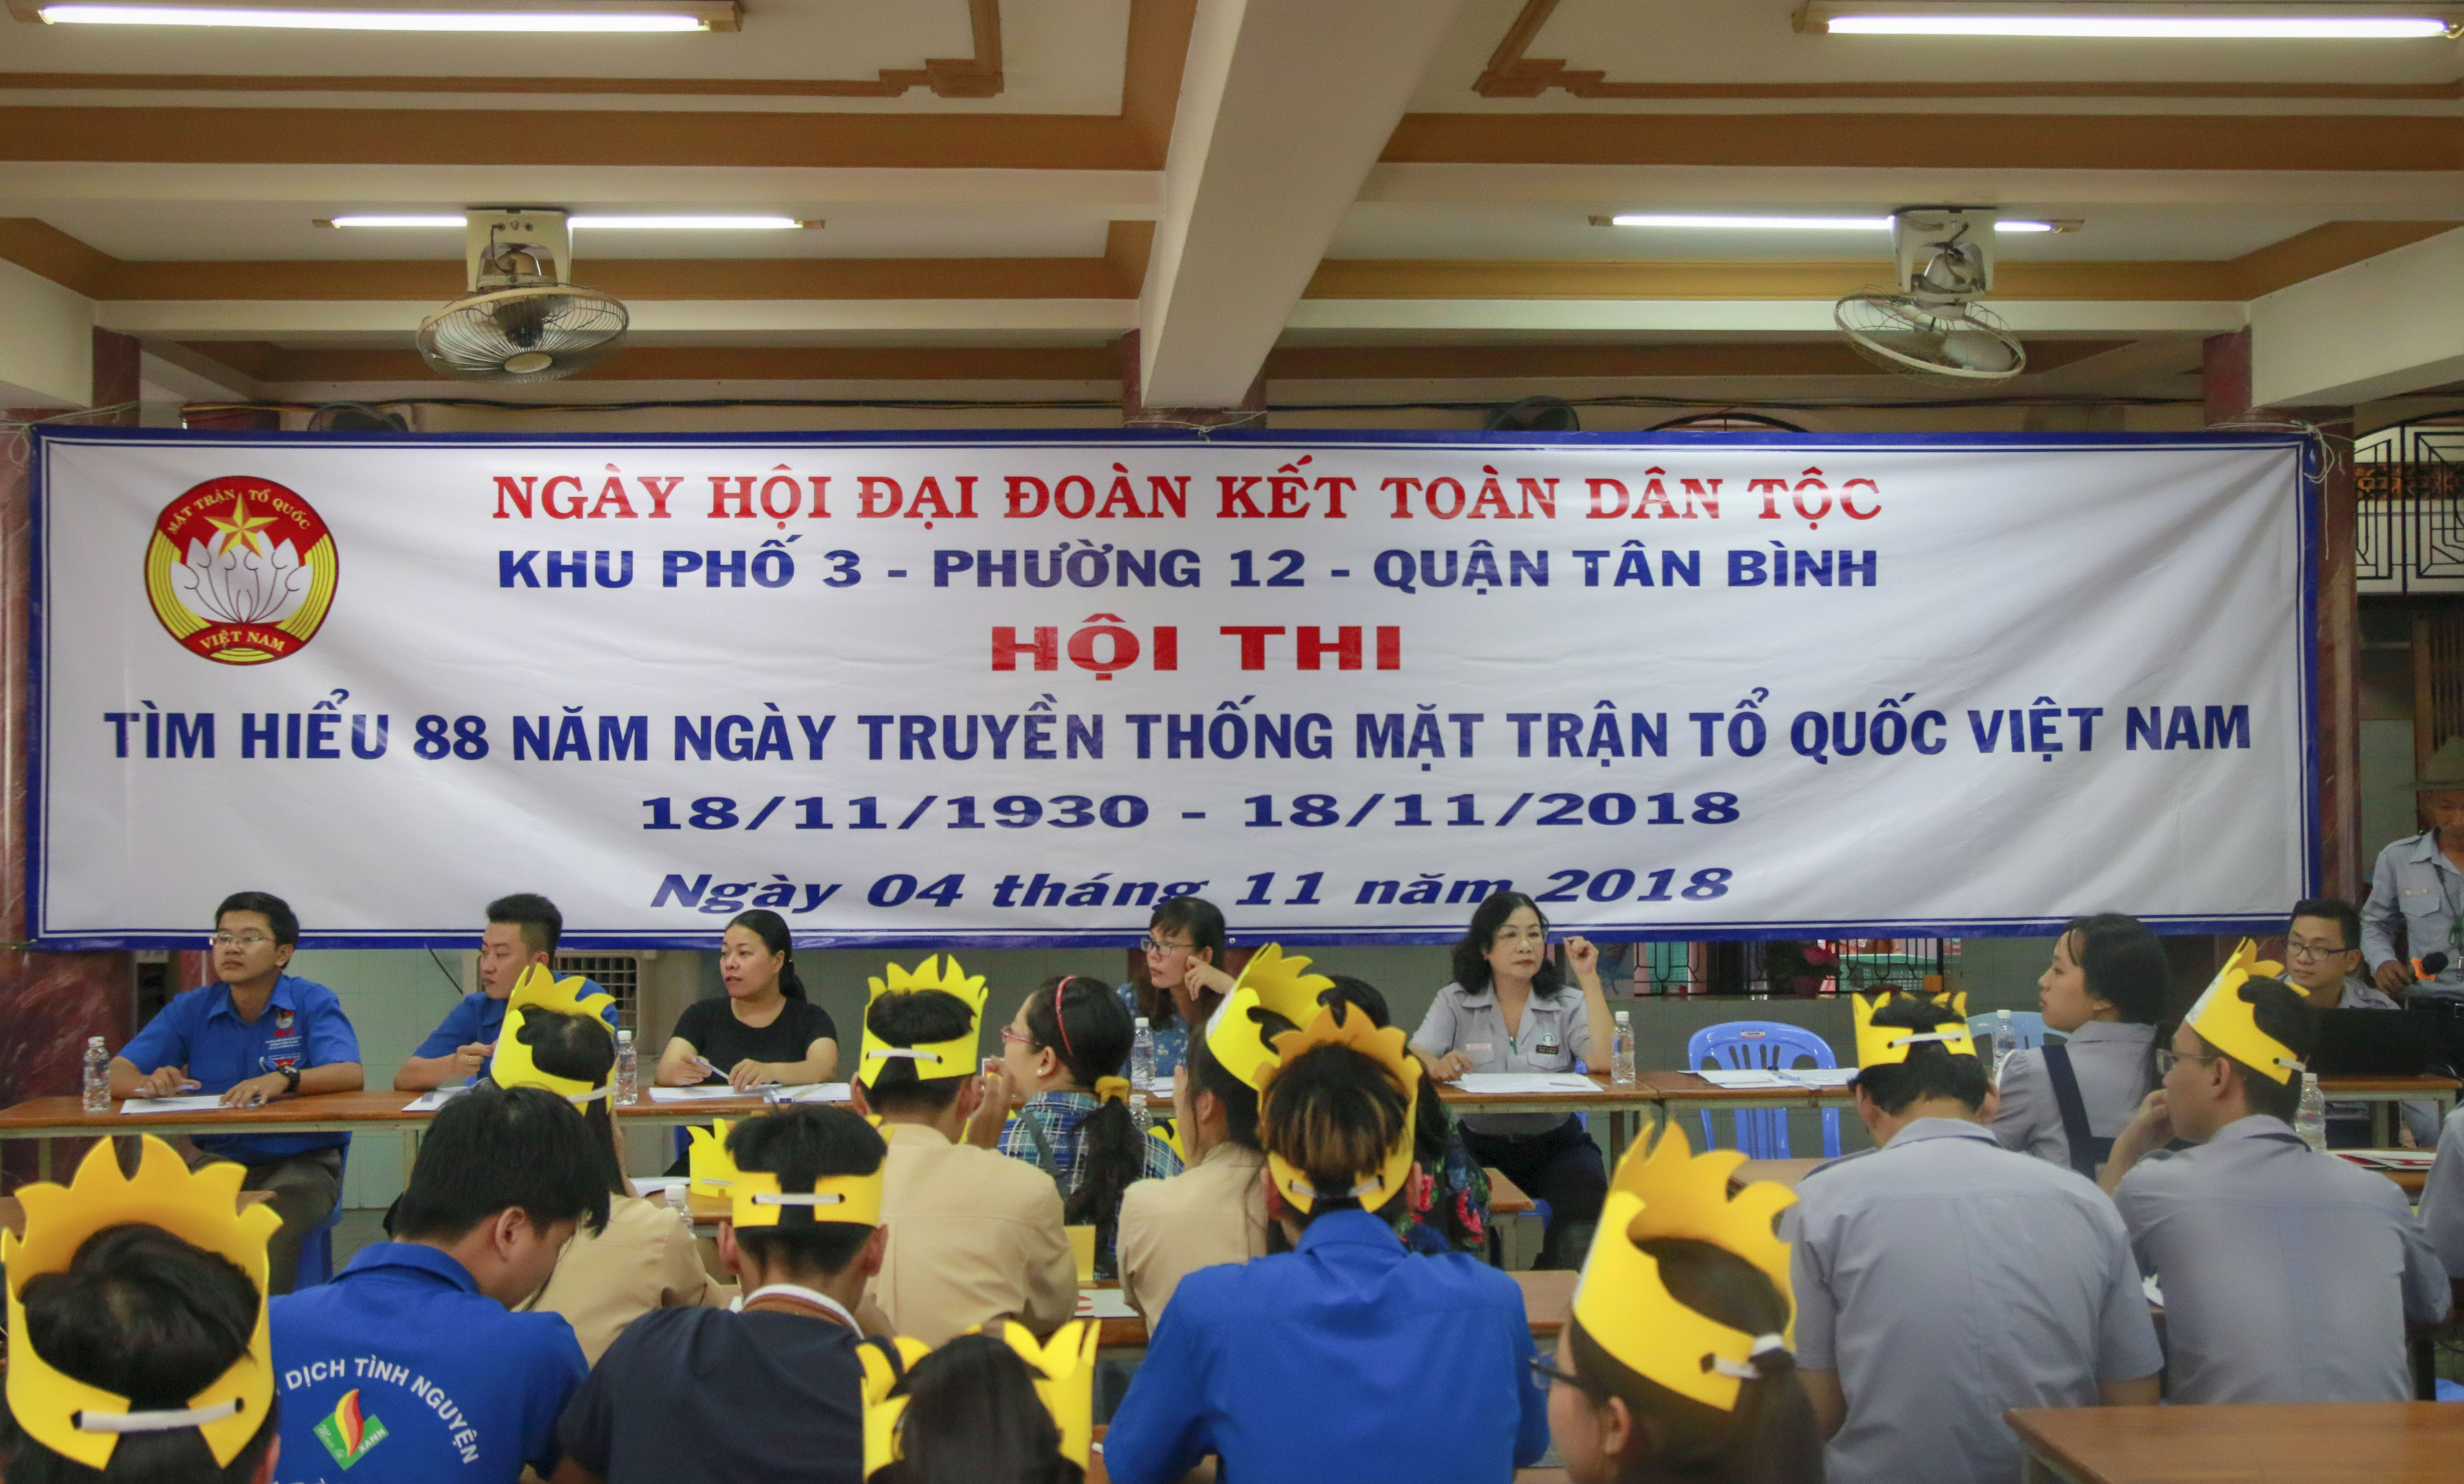 MẶT TRẬN TỔ QUỐC
VIỆT NAM
NGÀY HỘI ĐẠI ĐOÀN KẾT TOÀN DÂN TỘC
KHU PHỐ 3 - PHƯỜNG 12 - QUẬN TÂN BÌNH
HỘI THI
TÌM HIỂU 88 NĂM NGÀY TRUYỀN THỐNG MẶT TRẬN TỔ QUỐC VIỆT NAM
18/11/1930 - 18/11/2018
Ngày 04 tháng 11 năm 2018
DỊCH TÌNH NGUYỆN
XANH